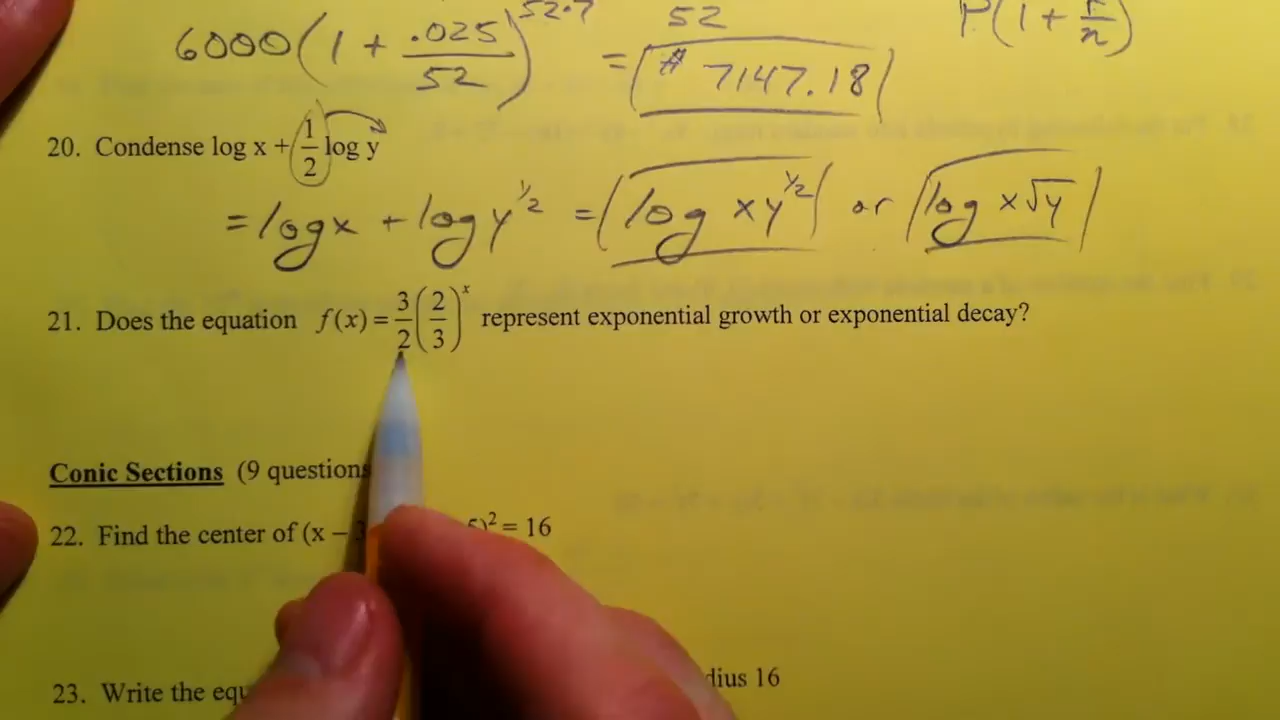 52·7 52 P(1 + r/n)
6000(1 + .025/52) = $ 7147.18
20. Condense log x + 1/2 log y
= log x + log y^1/2 = log xy^1/2 or log x√y
21. Does the equation f(x) = 3/2 (2/3)^x represent exponential growth or exponential decay?
Conic Sections (9 questions
22. Find the center of (x – 5)² = 16
23. Write the equ dius 16